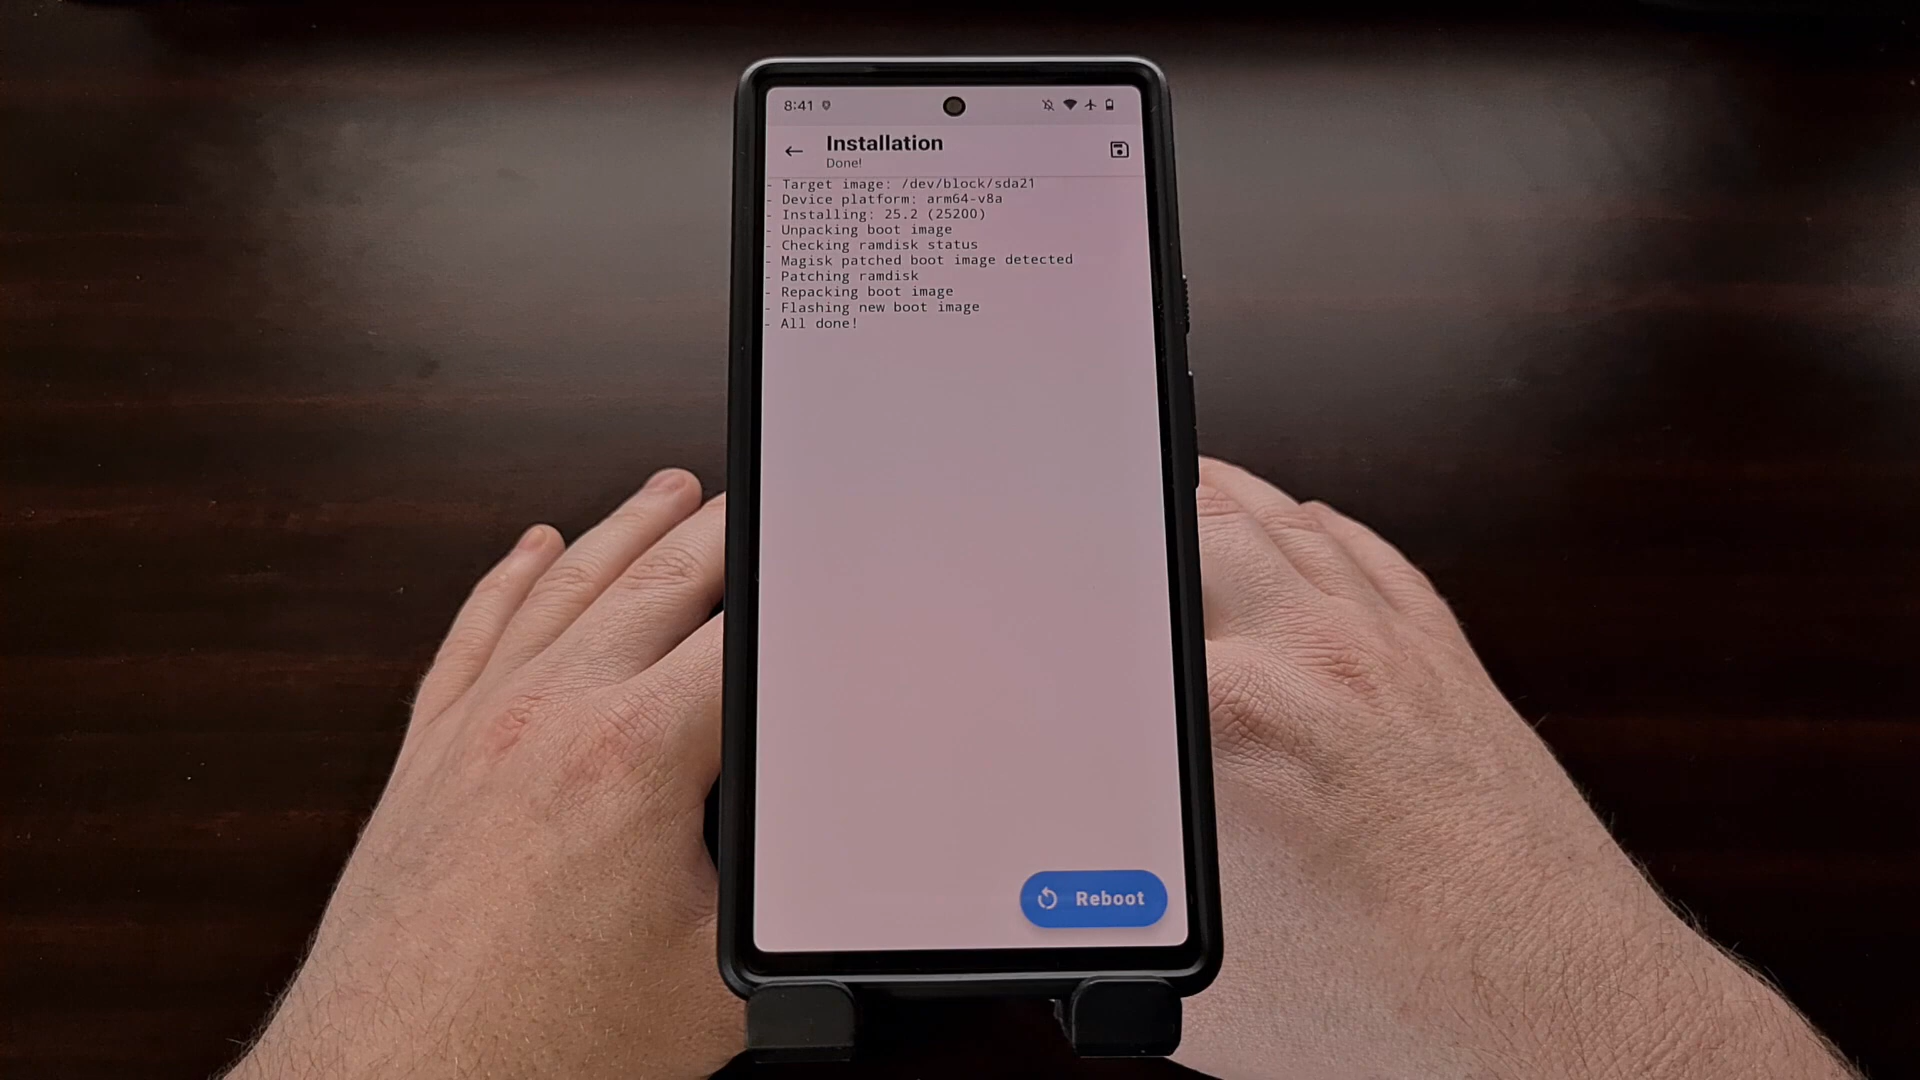 8:41
Installation
Done!
- Target image: /dev/block/sda21
- Device platform: arm64-v8a
- Installing: 25.2 (25200)
- Unpacking boot image
- Checking ramdisk status
- Magisk patched boot image detected
- Patching ramdisk
- Repacking boot image
- Flashing new boot image
- All done!
Reboot